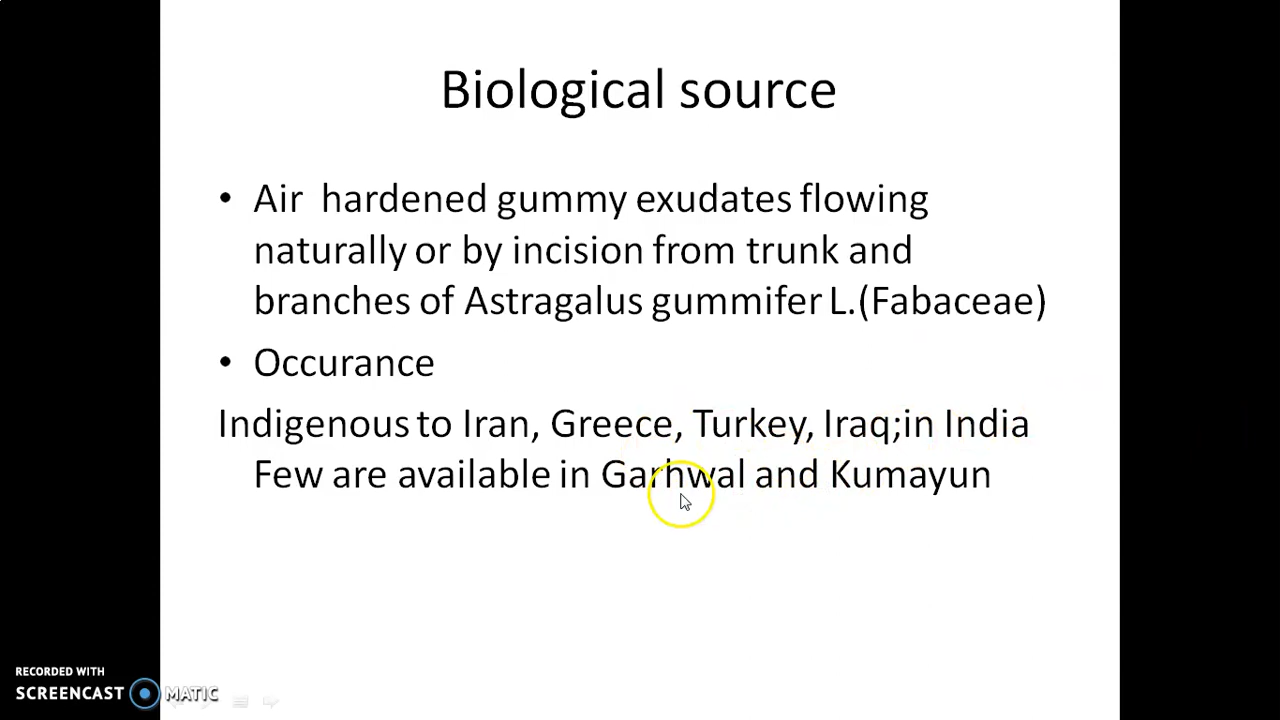 Biological source
• Air  hardened gummy exudates flowing
naturally or by incision from trunk and
branches of Astragalus gummifer L.(Fabaceae)
• Occurance
Indigenous to Iran, Greece, Turkey, Iraq;in India
Few are available in Garhwal and Kumayun
RECORDED WITH
SCREENCAST MATIC